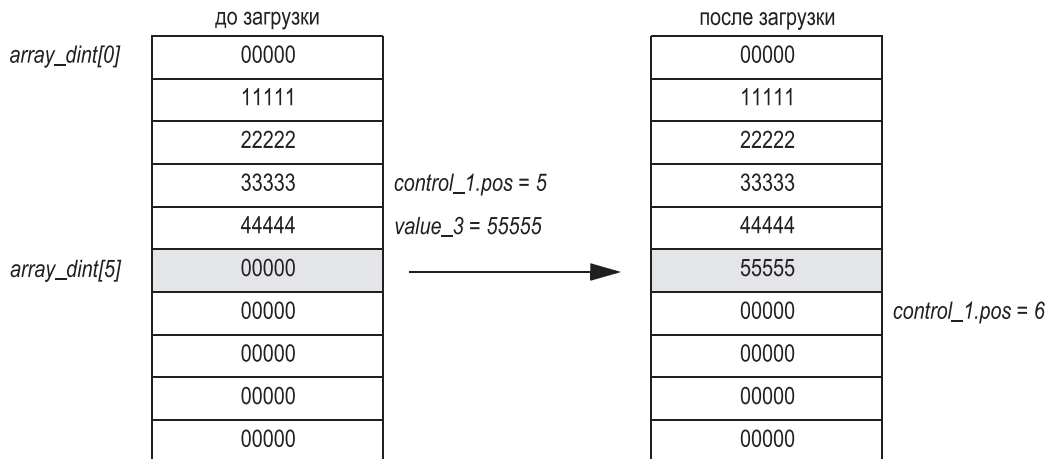 до загрузки после загрузки
array_dint[0] 00000 00000
11111 11111
22222 22222
33333 control_1.pos = 5 33333
44444 value_3 = 55555 44444
array_dint[5] 00000 55555
00000 00000 control_1.pos = 6
00000 00000
00000 00000
00000 00000